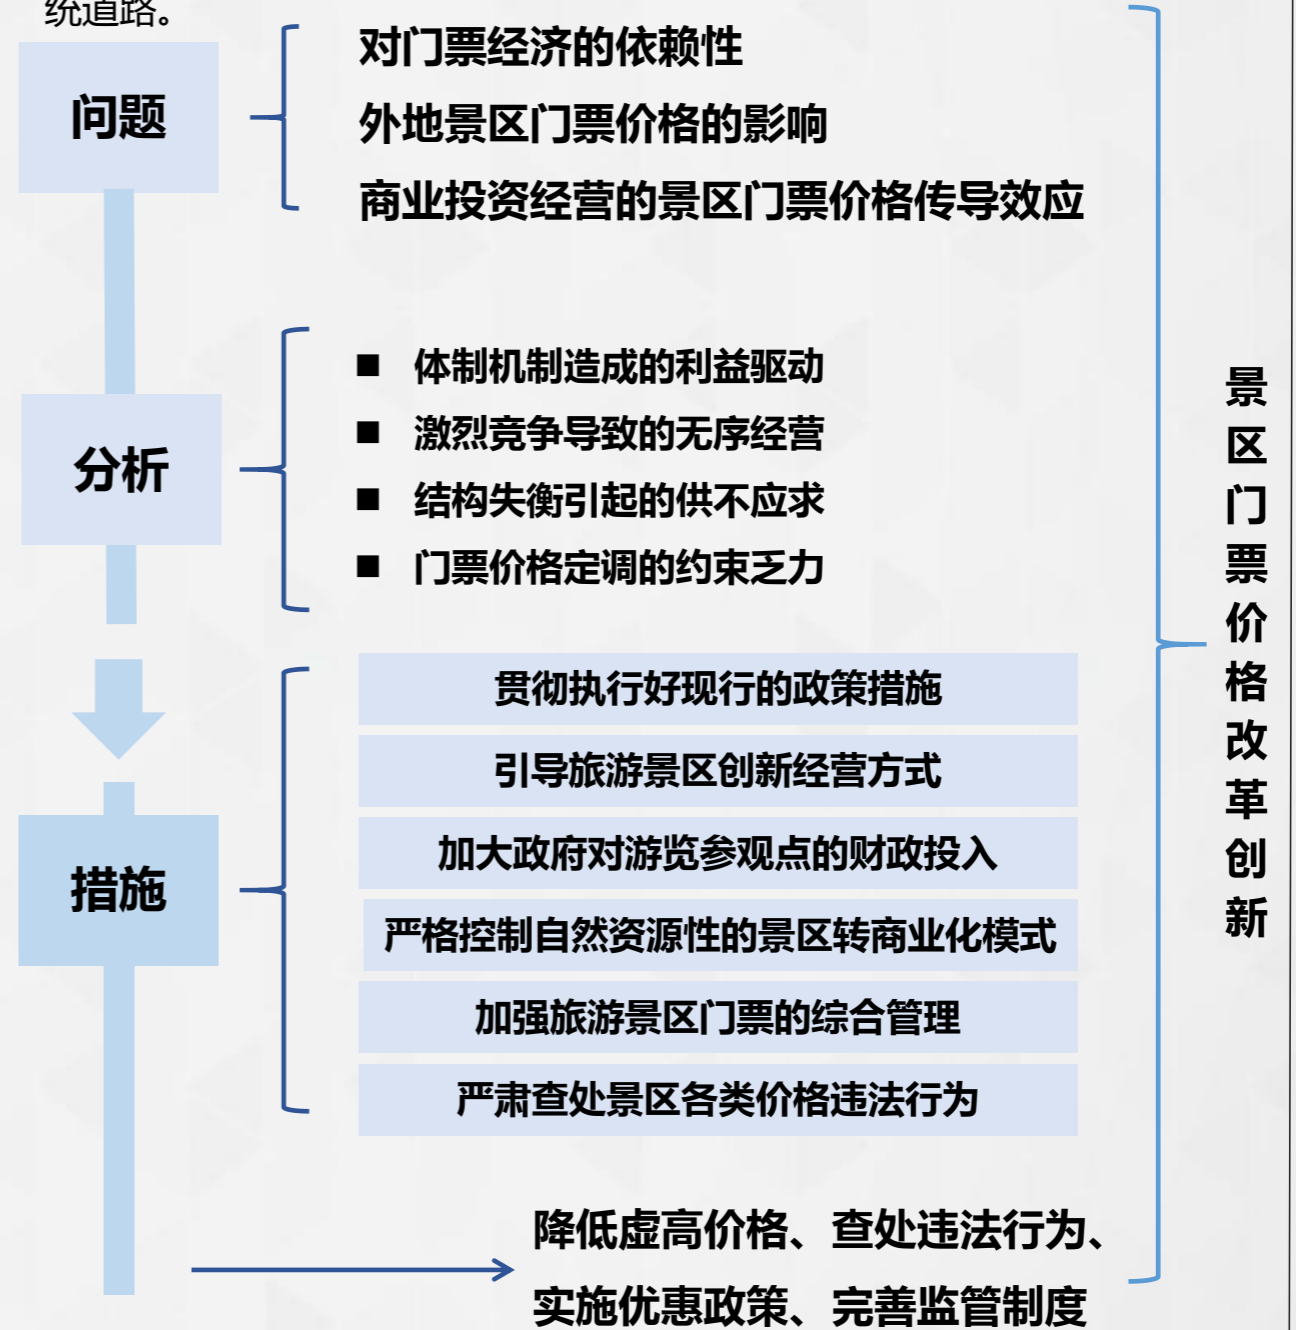 统道路。
问题
对门票经济的依赖性
外地景区门票价格的影响
商业投资经营的景区门票价格传导效应
分析
■ 体制机制造成的利益驱动
■ 激烈竞争导致的无序经营
■ 结构失衡引起的供不应求
■ 门票价格定调的约束乏力
措施
贯彻执行好现行的政策措施
引导旅游景区创新经营方式
加大政府对游览参观点的财政投入
严格控制自然资源性的景区转商业化模式
加强旅游景区门票的综合管理
严肃查处景区各类价格违法行为
降低虚高价格、查处违法行为、
实施优惠政策、完善监管制度
景区门票价格改革创新